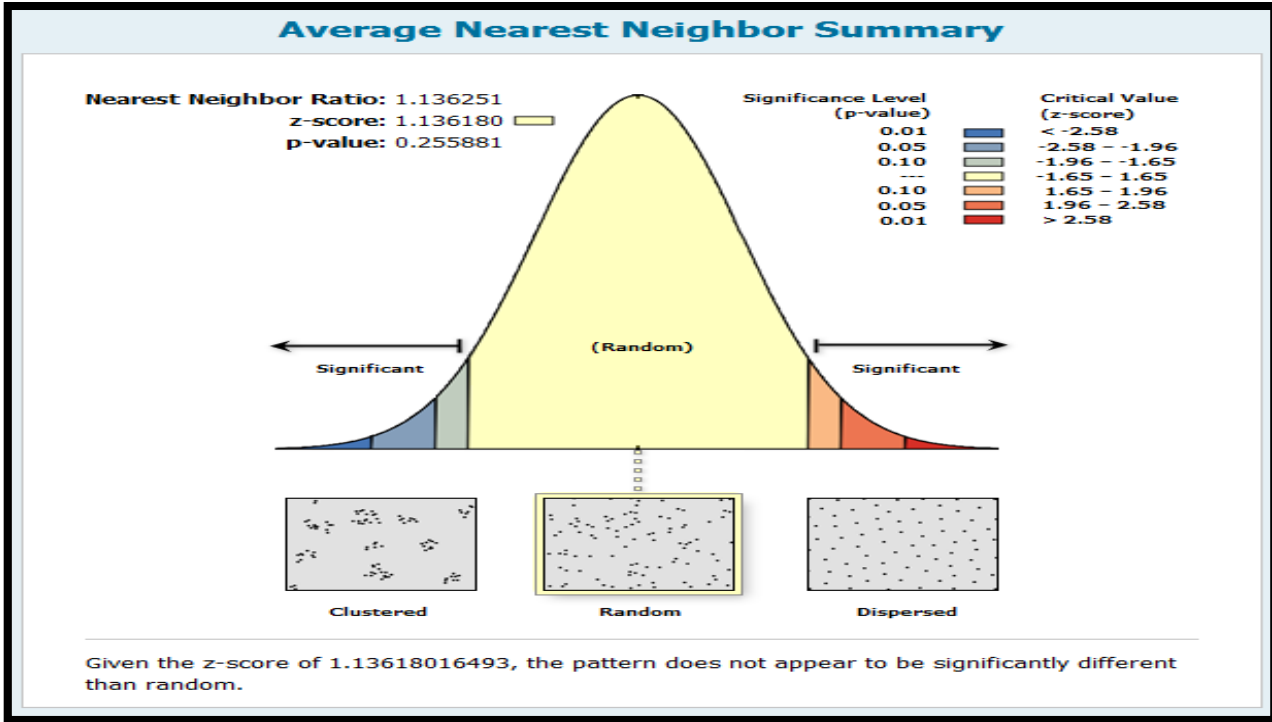 Average Nearest Neighbor Summary
Nearest Neighbor Ratio: 1.136251
z-score: 1.136180
p-value: 0.255881
Significance Level Critical Value
(p-value) (z-score)
0.01 < -2.58
0.05 -2.58 – -1.96
0.10 -1.96 – -1.65
--- -1.65 – 1.65
0.10 1.65 – 1.96
0.05 1.96 – 2.58
0.01 > 2.58
Significant (Random) Significant
Clustered Random Dispersed
Given the z-score of 1.13618016493, the pattern does not appear to be significantly different
than random.